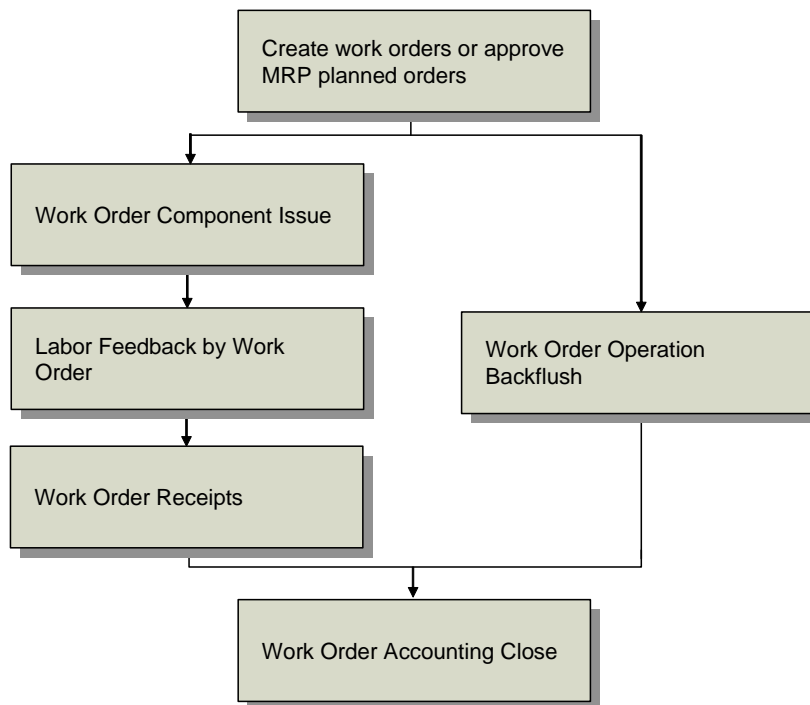 Create work orders or approve
MRP planned orders
Work Order Component Issue
Labor Feedback by Work
Order
Work Order Operation
Backflush
Work Order Receipts
Work Order Accounting Close